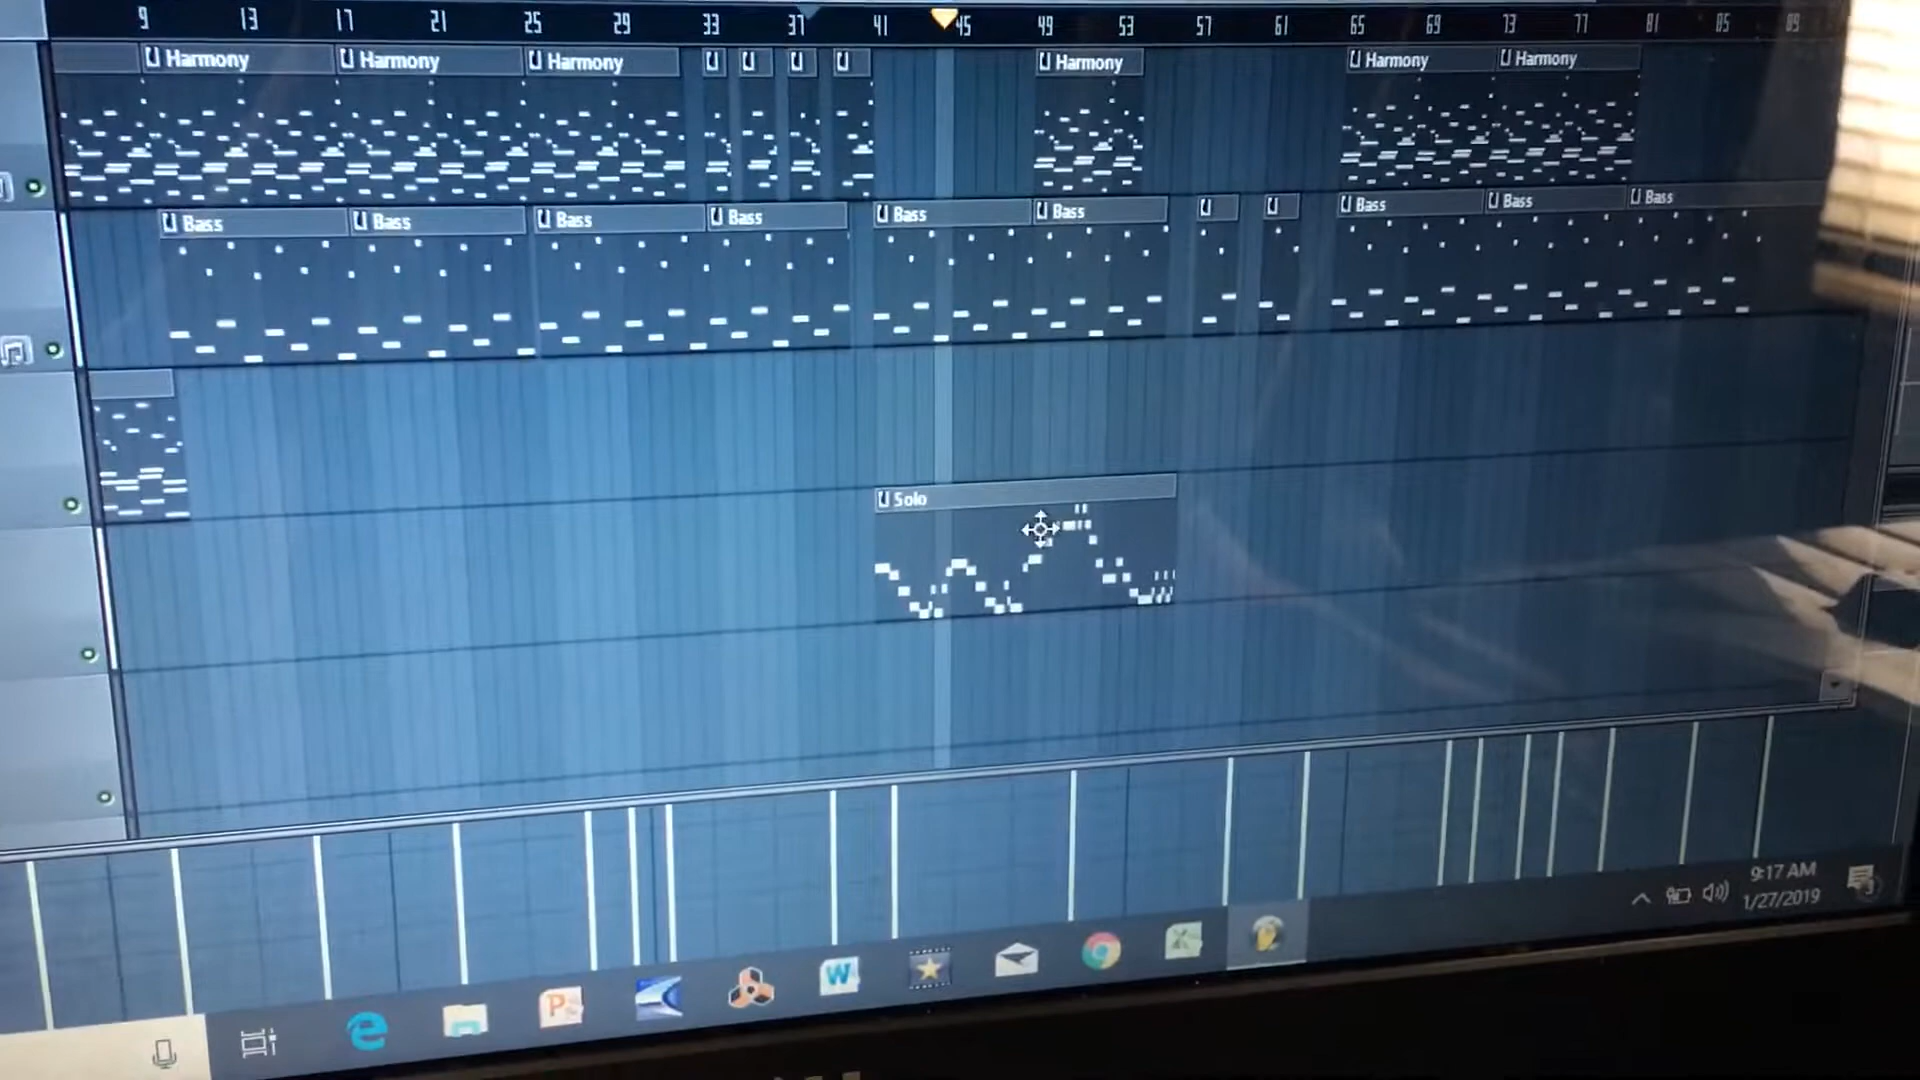 9 13 17 21 25 29 33 37 41 45 49 53 57 61 65 69 73 77 81 85 89
Harmony Harmony Harmony Harmony Harmony Harmony
Bass Bass Bass Bass Bass Bass Bass Bass Bass
Solo
9:17 AM
1/27/2019